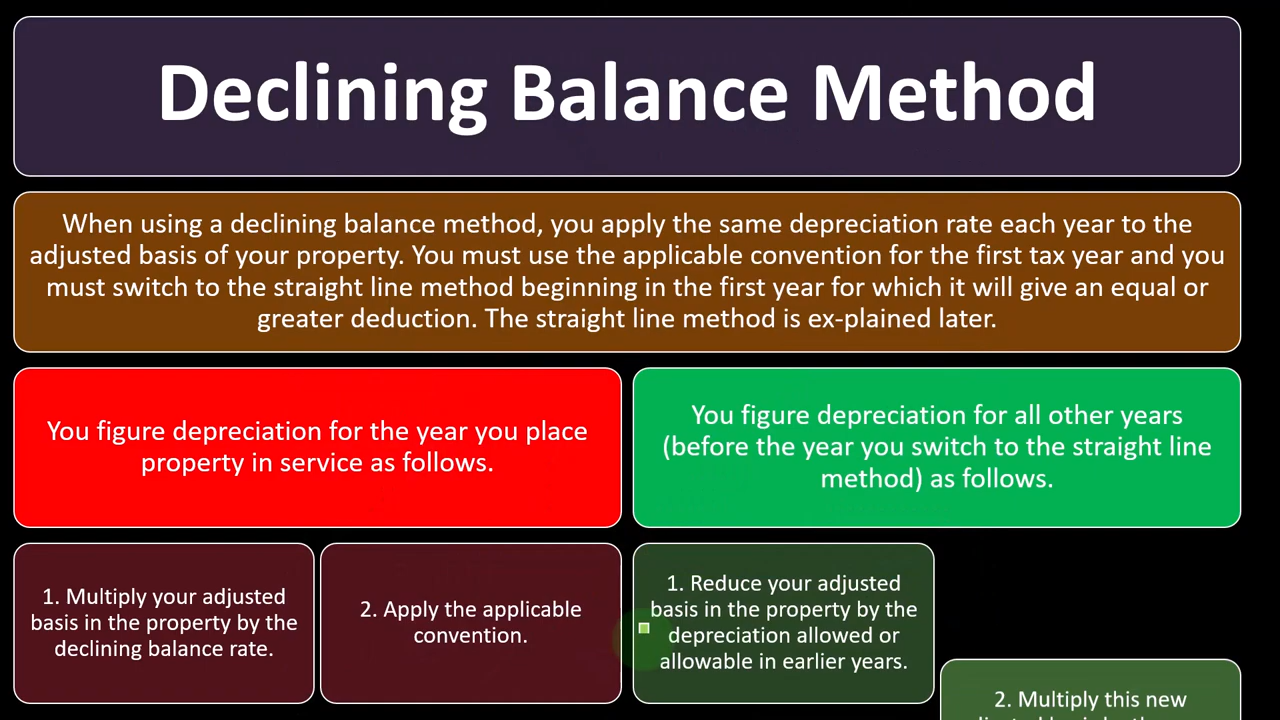 Declining Balance Method
When using a declining balance method, you apply the same depreciation rate each year to the
adjusted basis of your property. You must use the applicable convention for the first tax year and you
must switch to the straight line method beginning in the first year for which it will give an equal or
greater deduction. The straight line method is ex-plained later.
You figure depreciation for the year you place
property in service as follows.
You figure depreciation for all other years
(before the year you switch to the straight line
method) as follows.
1. Multiply your adjusted
basis in the property by the
declining balance rate.
2. Apply the applicable
convention.
1. Reduce your adjusted
basis in the property by the
depreciation allowed or
allowable in earlier years.
2. Multiply this new